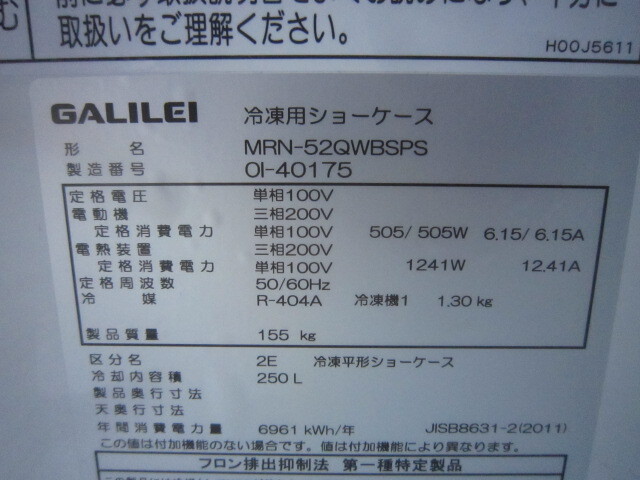 取扱いをご理解ください。
H00J5611
GALILEI 冷凍用ショーケース
形 名 MRN-52QWBSPS
製造番号 OI-40175
定格電圧 単相100V
電動機 三相200V
定格消費電力 単相100V 505/ 505W 6.15/ 6.15A
電熱装置 三相200V
定格消費電力 単相100V 1241W 12.41A
定格周波数 50/60Hz
冷 媒 R-404A 冷凍機1 1.30 kg
製品質量 155 kg
区分名 2E 冷凍平形ショーケース
冷却内容積 250 L
製品奥行寸法
天奥行寸法
年間消費電力量 6961 kWh/年 JISB8631-2(2011)
この値は付加機能のない場合です。値は付加機能により異なります。
フロン排出抑制法 第一種特定製品